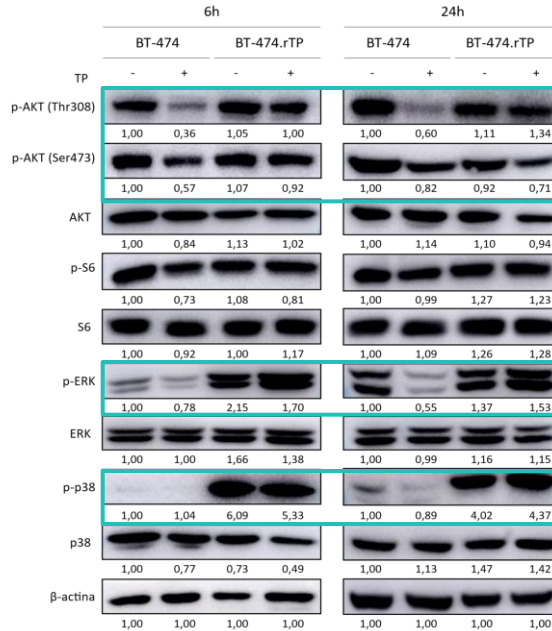 6h 24h
BT-474 BT-474.rTP BT-474 BT-474.rTP
TP - + - + - + - +
p-AKT (Thr308)
1,00 0,36 1,05 1,00 1,00 0,60 1,11 1,34
p-AKT (Ser473)
1,00 0,57 1,07 0,92 1,00 0,82 0,92 0,71
AKT
1,00 0,84 1,13 1,02 1,00 1,14 1,10 0,94
p-S6
1,00 0,73 1,08 0,81 1,00 0,99 1,27 1,23
S6
1,00 0,92 1,00 1,17 1,00 1,09 1,26 1,28
p-ERK
1,00 0,78 2,15 1,70 1,00 0,55 1,37 1,53
ERK
1,00 1,00 1,66 1,38 1,00 0,99 1,16 1,15
p-p38
1,00 1,04 6,09 5,33 1,00 0,89 4,02 4,37
p38
1,00 0,77 0,73 0,49 1,00 1,13 1,47 1,42
β-actina
1,00 1,00 1,00 1,00 1,00 1,00 1,00 1,00